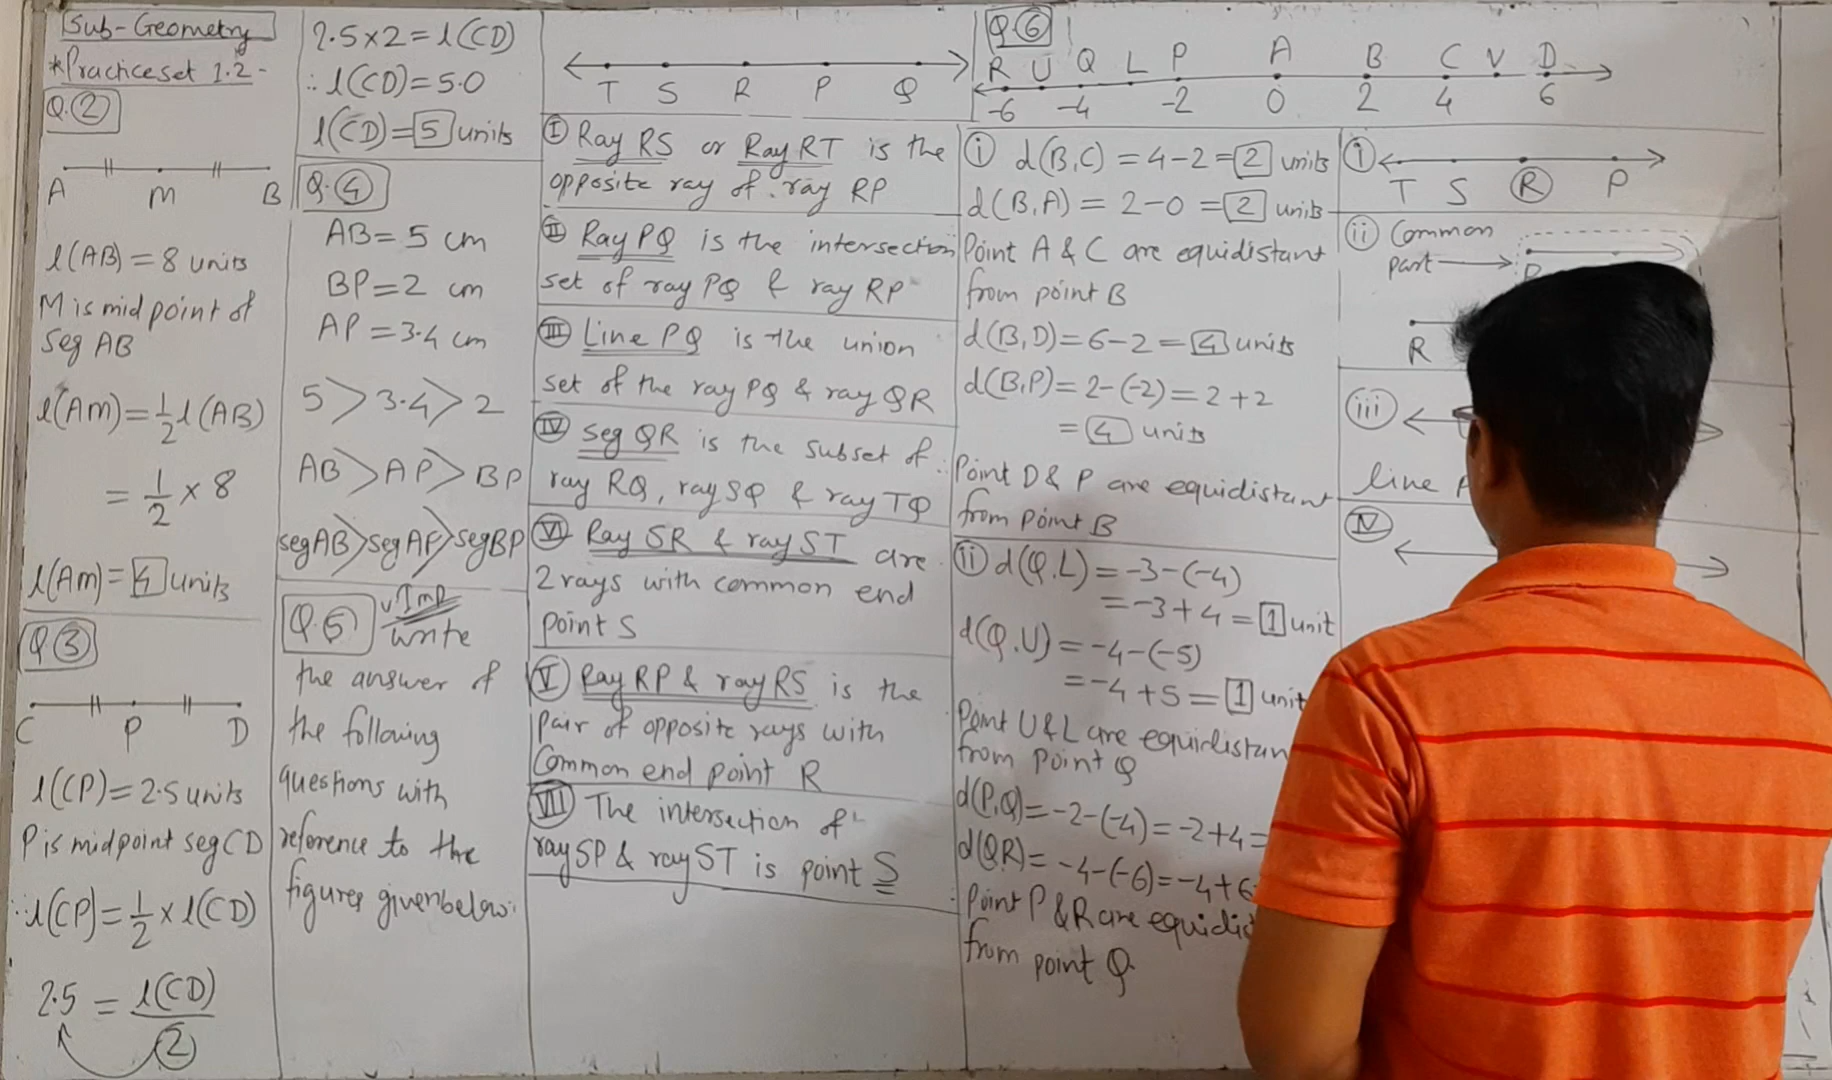 Sub-Geometry
*Practice set 1.2-
Q.2
A M B
l(AB) = 8 units
M is mid point of
seg AB
l(AM) = 1/2 l(AB)
= 1/2 × 8
l(AM) = 4 units
Q 3
C P D
l(CP) = 2.5 units
P is midpoint seg CD
∴ l(CP) = 1/2 × l(CD)
2.5 = l(CD)/2
2.5×2 = l(CD)
∴ l(CD) = 5.0
l(CD) = 5 units
Q.4
AB = 5 cm
BP = 2 cm
AP = 3.4 cm
5 > 3.4 > 2
AB > AP > BP
seg AB > seg AP > seg BP
Q.5 v.Imp
write
the answer of
the following
questions with
reference to the
figures given below:
T S R P Q
I Ray RS or Ray RT is the
opposite ray of ray RP
II Ray PQ is the intersection
set of ray PQ & ray RP
III Line PQ is the union
set of the ray PQ & ray QR
IV seg QR is the subset of
ray RQ, ray SQ & ray TQ
VI Ray SR & ray ST are
2 rays with common end
point S
V Ray RP & ray RS is the
pair of opposite rays with
Common end point R
VII The intersection of
ray SP & ray ST is point S
Q.6
R U Q L P A B C V D
-6 -4 -2 0 2 4 6
i d(B,C) = 4-2 = 2 units
d(B,A) = 2-0 = 2 units
Point A & C are equidistant
from point B
d(B,D) = 6-2 = 4 units
d(B,P) = 2-(-2) = 2+2
= 4 units
∴ Point D & P are equidistant
from point B
ii d(Q,L) = -3-(-4)
= -3+4 = 1 unit
d(Q,U) = -4-(-5)
= -4+5 = 1 unit
Point U & L are equidistan
from point Q
d(P,Q) = -2-(-4) = -2+4 =
d(QR) = -4-(-6) = -4+6
Point P & R are equidis
from point Q
i
T S R P
ii Common
part
R
iii
line
IV